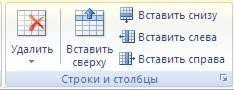 Удалить
Вставить
сверху
Вставить снизу
Вставить слева
Вставить справа
Строки и столбцы